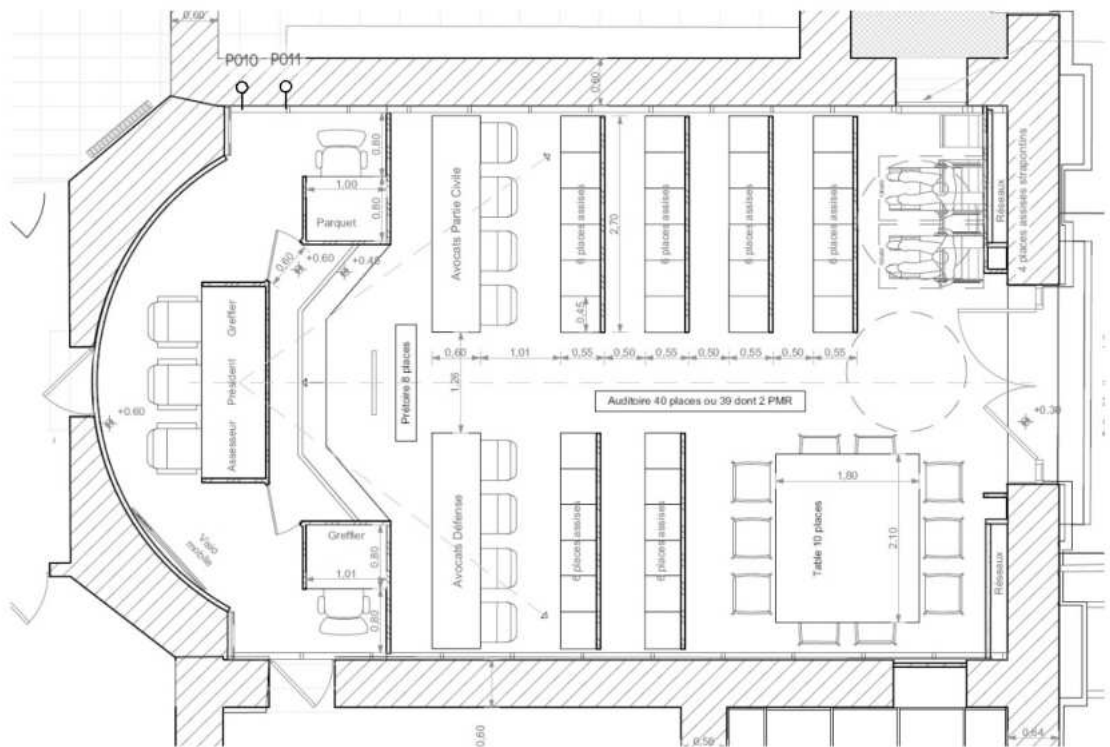 0,60
P010 P011
0,60
0,80
1,00
0,80
Parquet
+0.60
0,60
Avocats Partie Civile
6 places assises
6 places assises
6 places assises
6 places assises
2,70
0,45
Réseaux
4 places assises strapontins
Greffier
Président
Assesseur
+0.60
Prétoire 8 places
0,60
1,01
0,55
0,50
0,55
0,50
0,55
0,50
0,55
1,26
Auditoire 40 places ou 39 dont 2 PMR
+0.30
Visio
mobile
Greffier
0,80
1,01
0,80
Avocats Défense
6 places assises
6 places assises
1,80
Table 10 places
2,10
Réseaux
0,60
0,50
0,64